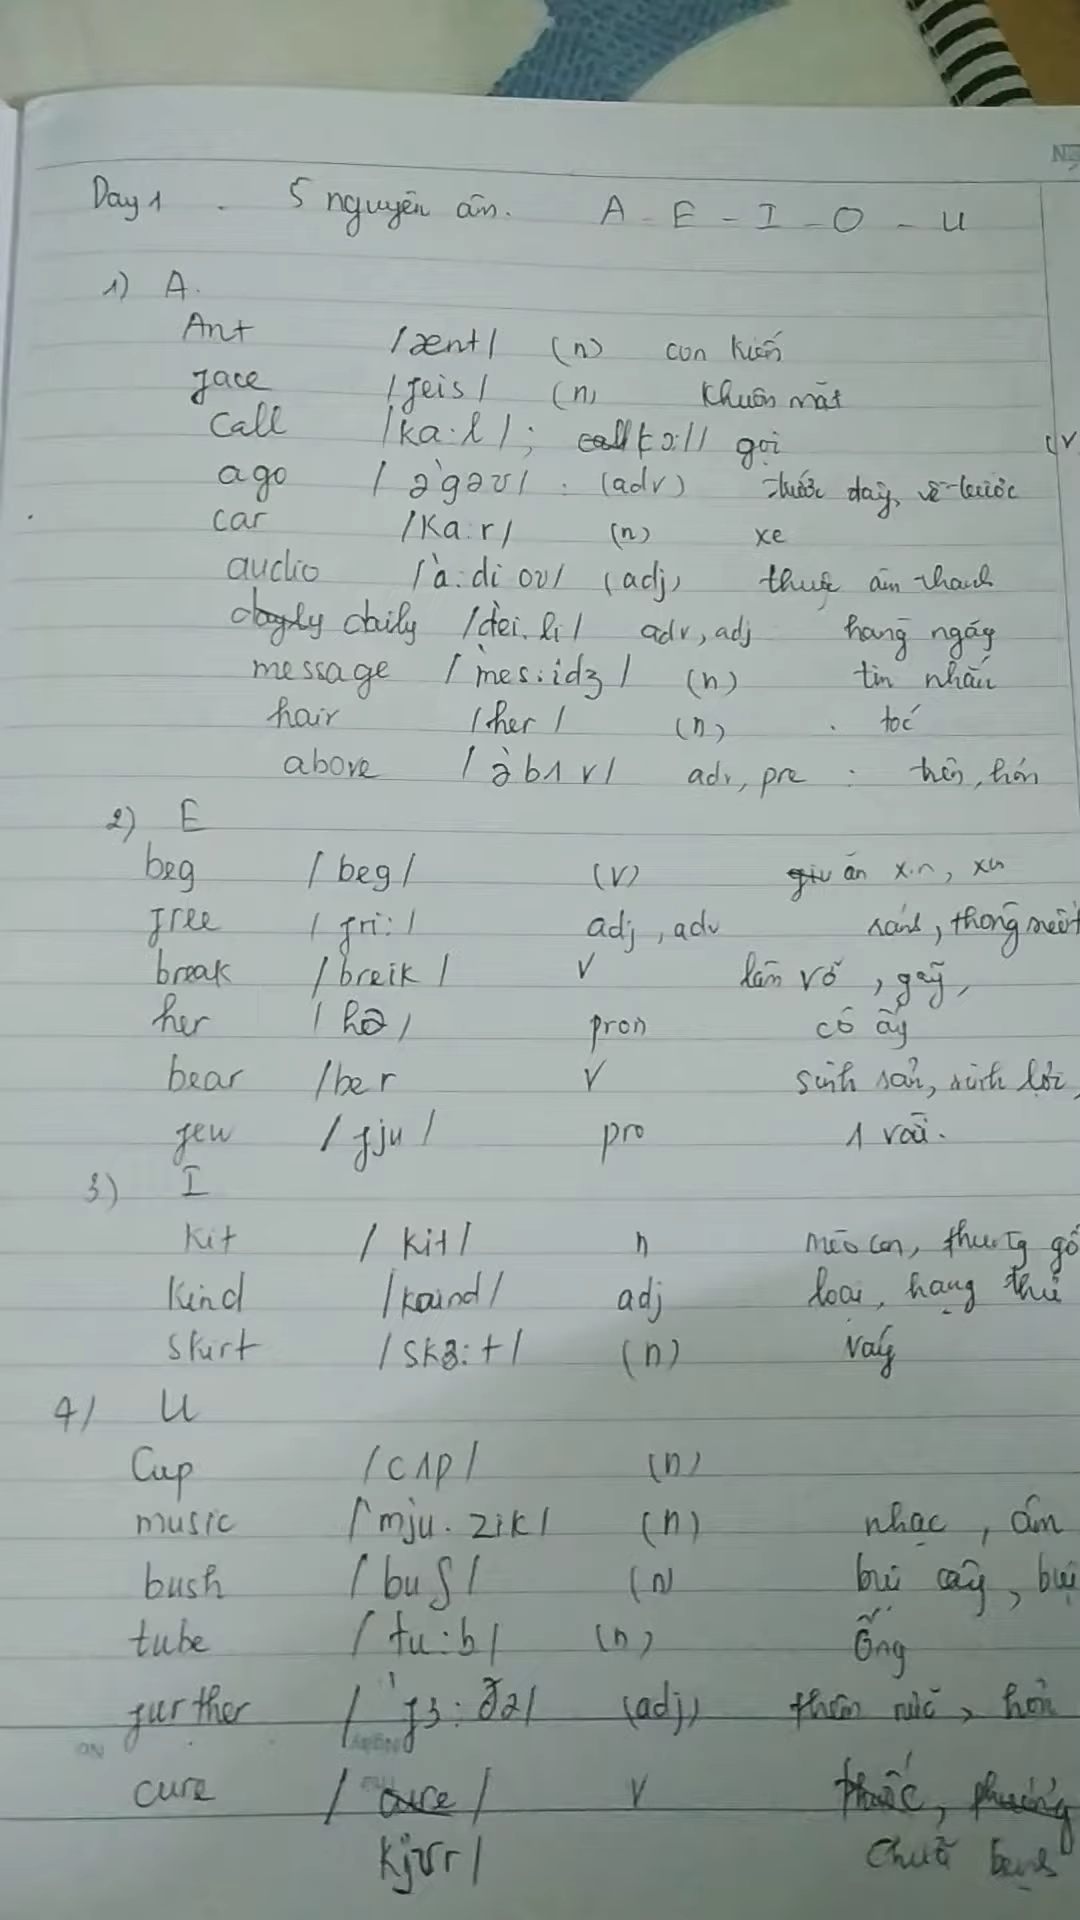 Day 1 - 5 nguyên âm. A - E - I - O - U
1) A.
Ant /ænt/ (n) con kiến
face /feis/ (n) khuôn mặt
Call /ka:l/; call kɔ:l/ gọi (v
ago /ə'gəʊ/ : (adv) trước đây, về trước
car /Ka:r/ (n) xe
audio /'a:di oʊ/ (adj) thuộc âm thanh
dayly daily /'dei.li/ adv, adj hàng ngày
message /'mes:idʒ/ (n) tin nhắn
hair /her/ (n) tóc
above /ə'bʌv/ adv, pre : trên, hơn
2) E
beg /beg/ (v) ăn xin, xin
free /fri:/ adj, adv rảnh, thông
break /breik/ v làm vỡ, gãy,
her /hə/ pron cô ấy
bear /ber v sinh sản, sinh lợi,
few /fju/ pro 1 vài.
3) I
Kit /kit/ n mèo con, thùng gỗ
Kind /kaind/ adj loại, hạng thứ
Skirt /skɜ:t/ (n) váy
4/ U
Cup /cʌp/ (n)
music /'mju.zik/ (n) nhạc, âm
bush /buʃ/ (n) bụi cây, bụi
tube /tu:b/ (n) Ống
further /'fɜ:ðə/ (adj) thêm nữa, hơn
cure / cure / v thuốc, phương
kjʊr/ chữa bệnh